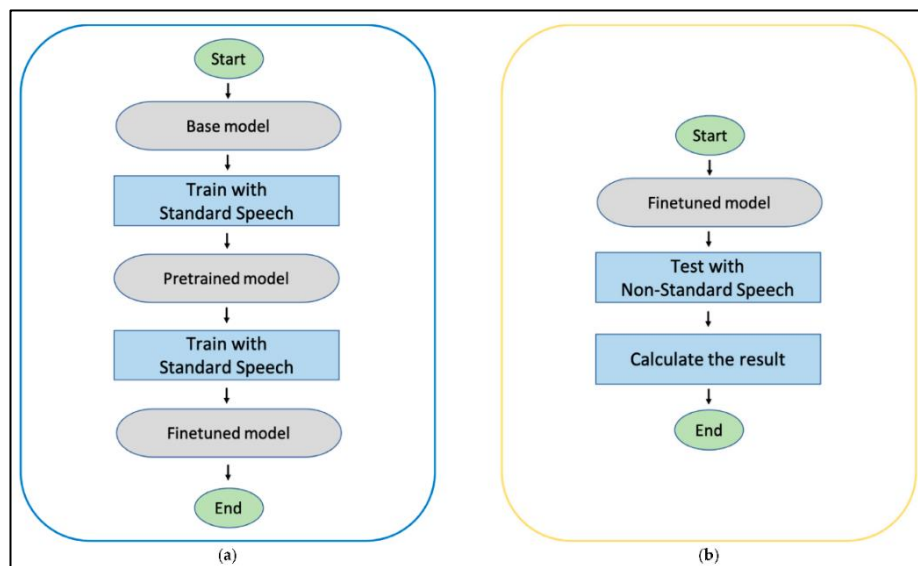 Start
Base model
Train with
Standard Speech
Pretrained model
Train with
Standard Speech
Finetuned model
End
(a)
Start
Finetuned model
Test with
Non-Standard Speech
Calculate the result
End
(b)